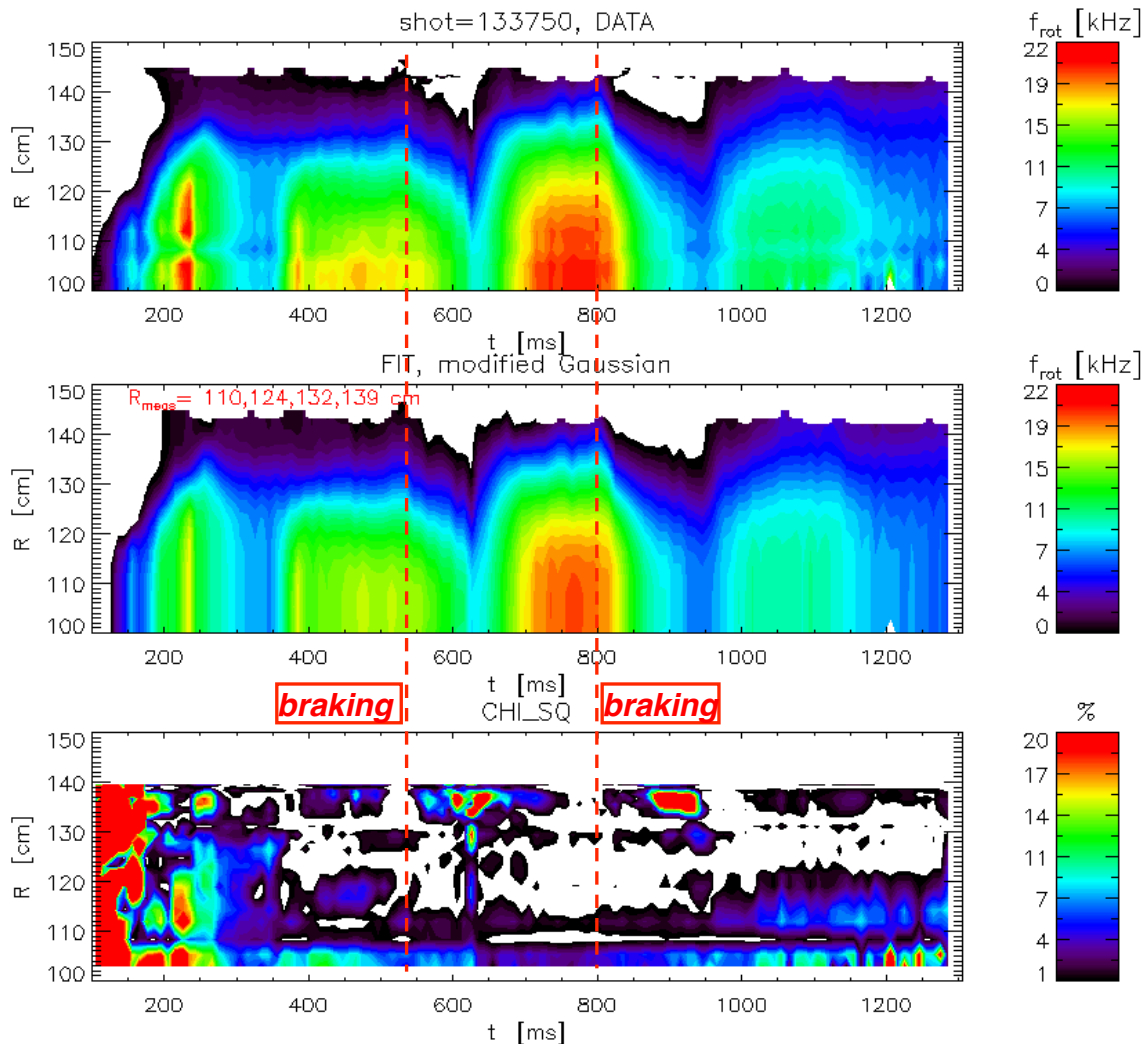 shot=133750, DATA
f_rot [kHz]
150
140
130
120
110
100
R [cm]
200 400 600 800 1000 1200
t [ms]
22
19
15
11
7
4
0
FIT, modified Gaussian
f_rot [kHz]
R_meas= 110,124,132,139 cm
150
140
130
120
110
100
R [cm]
200 400 600 800 1000 1200
t [ms]
22
19
15
11
7
4
0
braking
braking
CHI_SQ
%
150
140
130
120
110
100
R [cm]
200 400 600 800 1000 1200
t [ms]
20
17
14
10
7
4
1